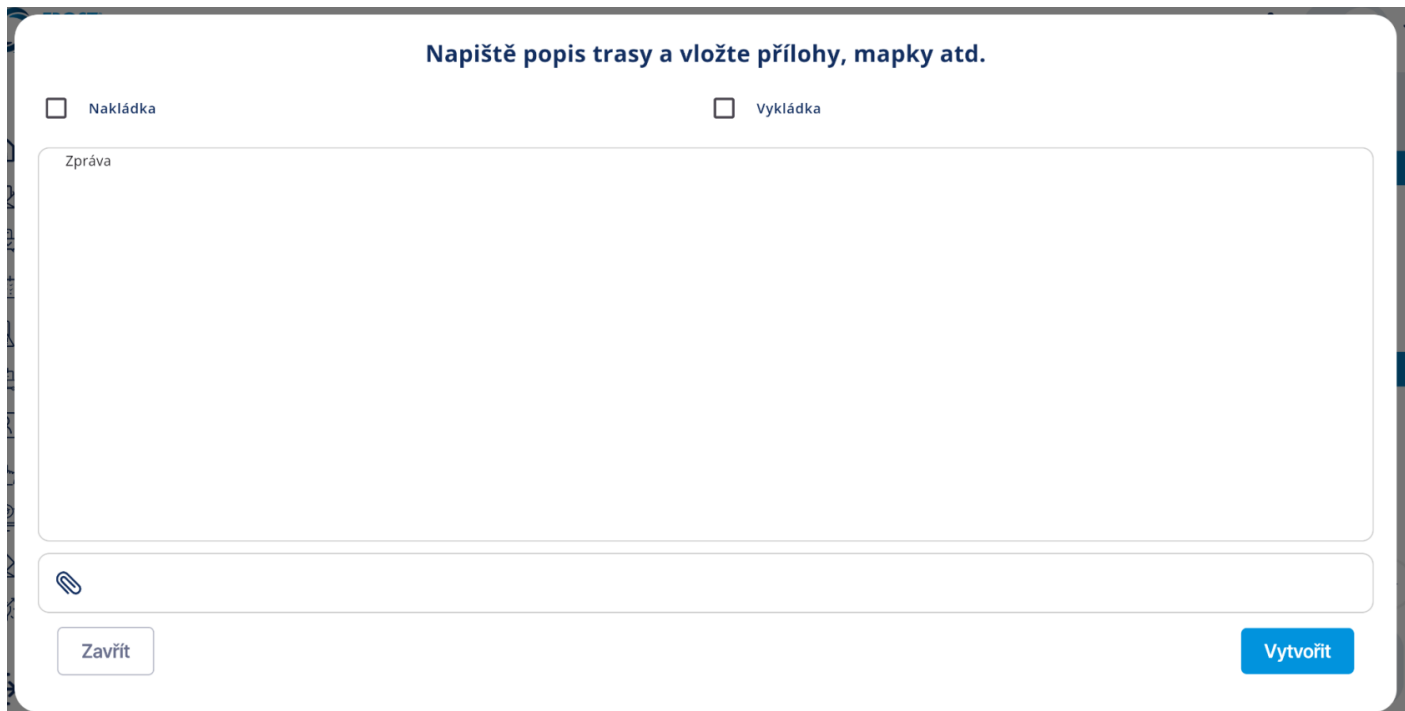 Napiště popis trasy a vložte přílohy, mapky atd.
Nakládka
Vykládka
Zpráva
Zavřít
Vytvořit